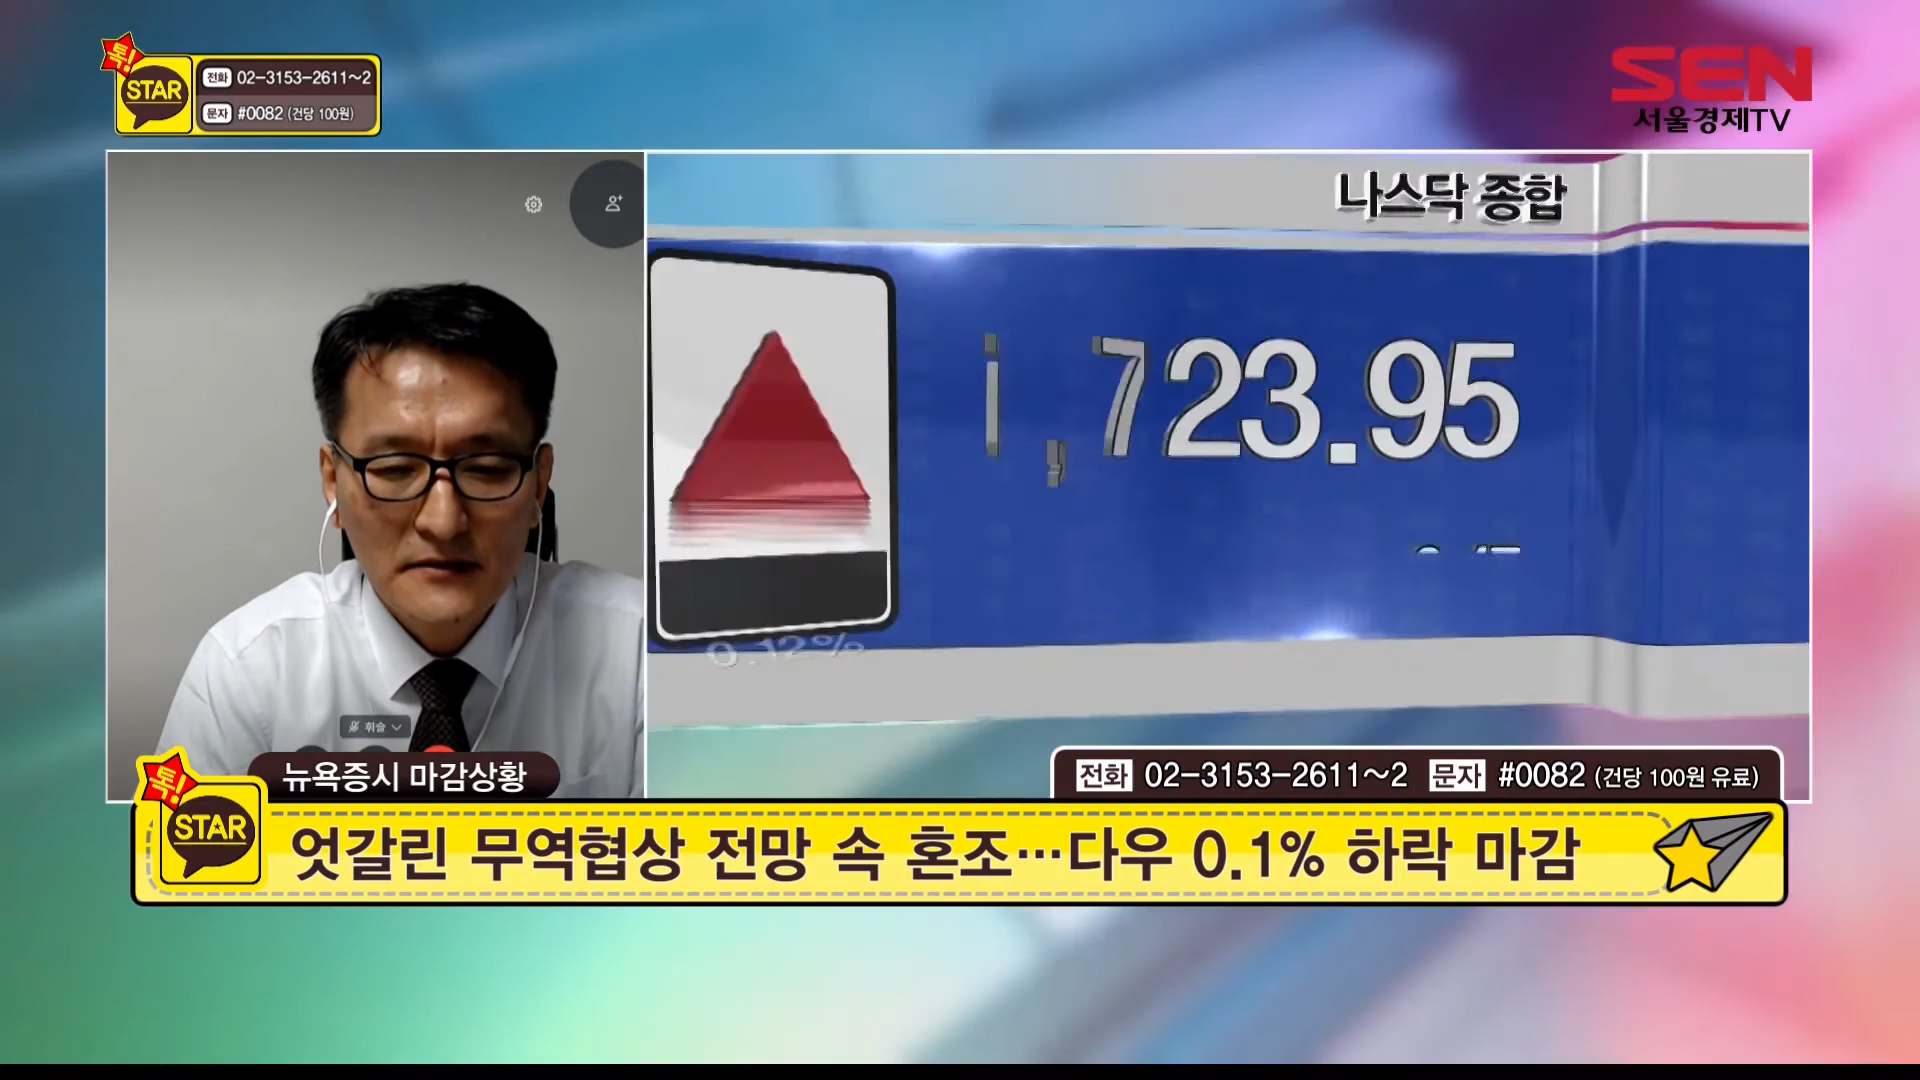 톡!
STAR
전화 02-3153-2611~2
문자 #0082 (건당 100원)
SEN
서울경제TV
나스닥 종합
,723.95
0.12%
휘슬
뉴욕증시 마감상황
전화 02-3153-2611~2 문자 #0082 (건당 100원 유료)
톡!
STAR
엇갈린 무역협상 전망 속 혼조…다우 0.1% 하락 마감